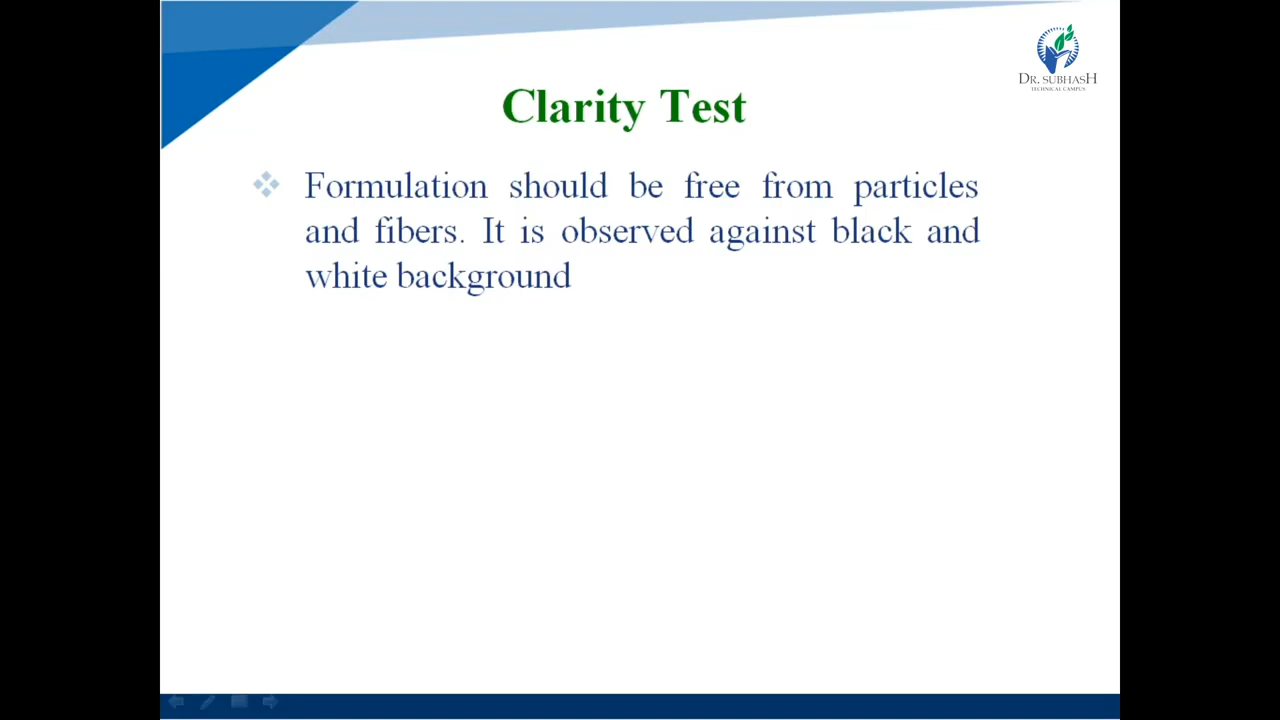 DR. SUBHASH
TECHNICAL CAMPUS
Clarity Test
Formulation should be free from particles
and fibers. It is observed against black and
white background